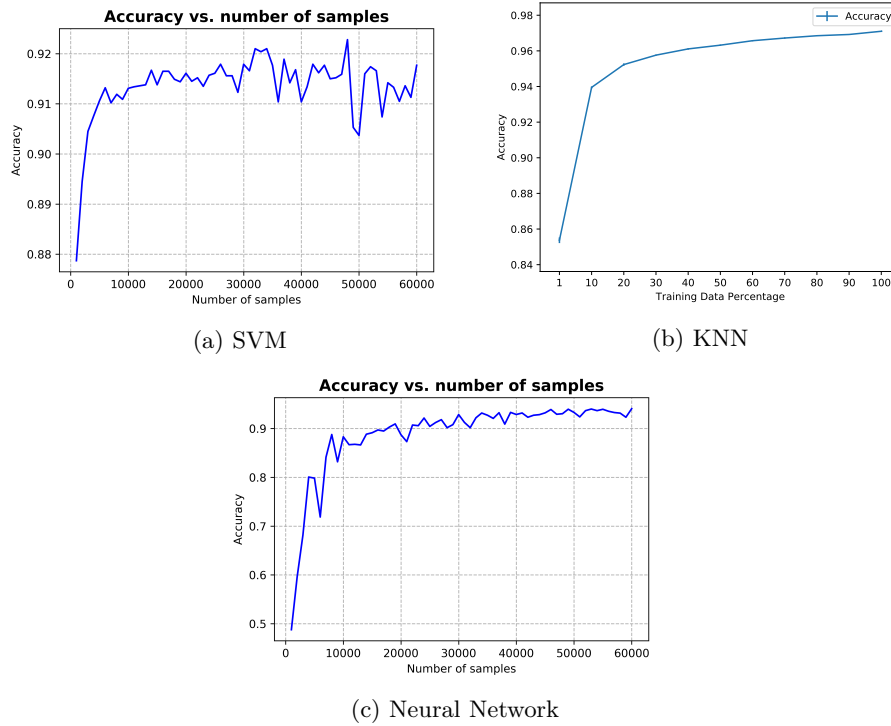 Accuracy vs. number of samples
0.92
0.91
0.90
0.89
0.88
Accuracy
0 10000 20000 30000 40000 50000 60000
Number of samples
(a) SVM
Accuracy
0.98
0.96
0.94
0.92
0.90
0.88
0.86
0.84
Accuracy
1 10 20 30 40 50 60 70 80 90 100
Training Data Percentage
(b) KNN
Accuracy vs. number of samples
0.9
0.8
0.7
0.6
0.5
Accuracy
0 10000 20000 30000 40000 50000 60000
Number of samples
(c) Neural Network